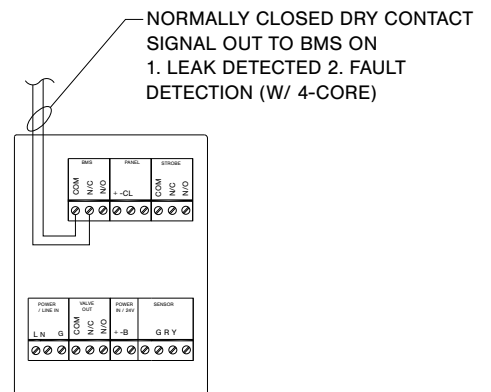 NORMALLY CLOSED DRY CONTACT
SIGNAL OUT TO BMS ON
1. LEAK DETECTED 2. FAULT
DETECTION (W/ 4-CORE)
BMS PANEL STROBE
COM N/C N/O + -CL COM N/C N/O
POWER / LINE IN VALVE OUT POWER IN / 24V SENSOR
L N G COM N/C N/O + -B G R Y